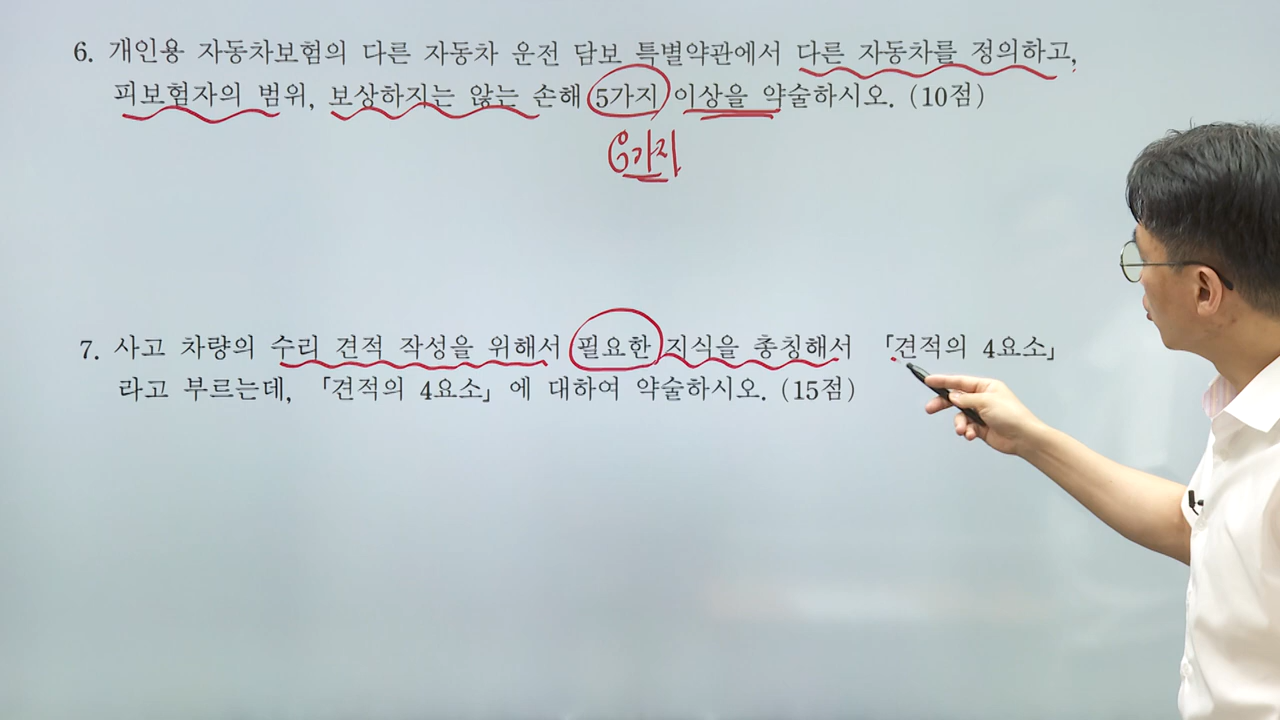 6. 개인용 자동차보험의 다른 자동차 운전 담보 특별약관에서 다른 자동차를 정의하고,
피보험자의 범위, 보상하지는 않는 손해 5가지 이상을 약술하시오. (10점)
6가지
7. 사고 차량의 수리 견적 작성을 위해서 필요한 지식을 총칭해서 「견적의 4요소」
라고 부르는데, 「견적의 4요소」에 대하여 약술하시오. (15점)